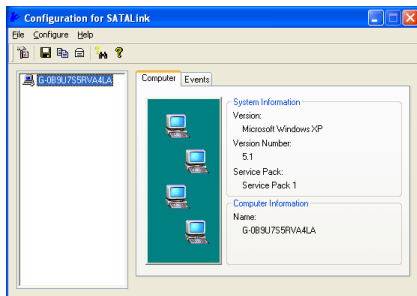 Configuration for SATALink
File Configure Help
G-0B9U7S5RVA4LA
Computer Events
System Information
Version:
Microsoft Windows XP
Version Number:
5.1
Service Pack:
Service Pack 1
Computer Information
Name:
G-0B9U7S5RVA4LA